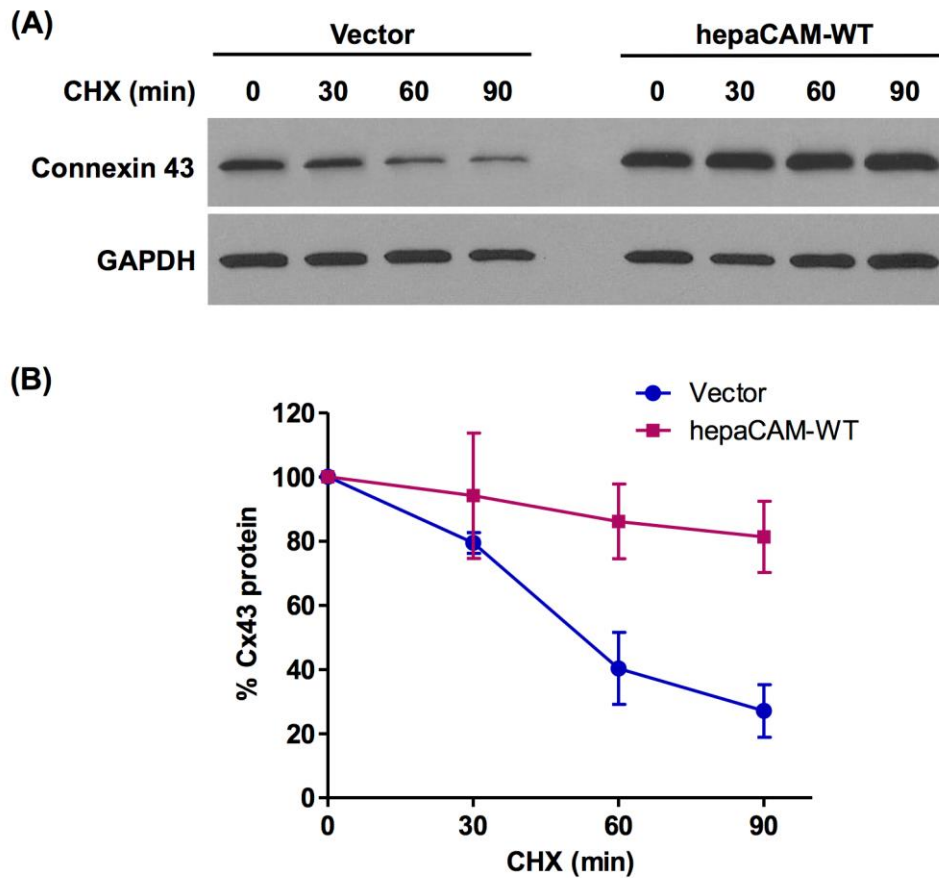 (A)
Vector hepaCAM-WT
CHX (min) 0 30 60 90 0 30 60 90
Connexin 43
GAPDH
(B)
Vector
hepaCAM-WT
120
100
80
60
40
20
0
% Cx43 protein
0 30 60 90
CHX (min)